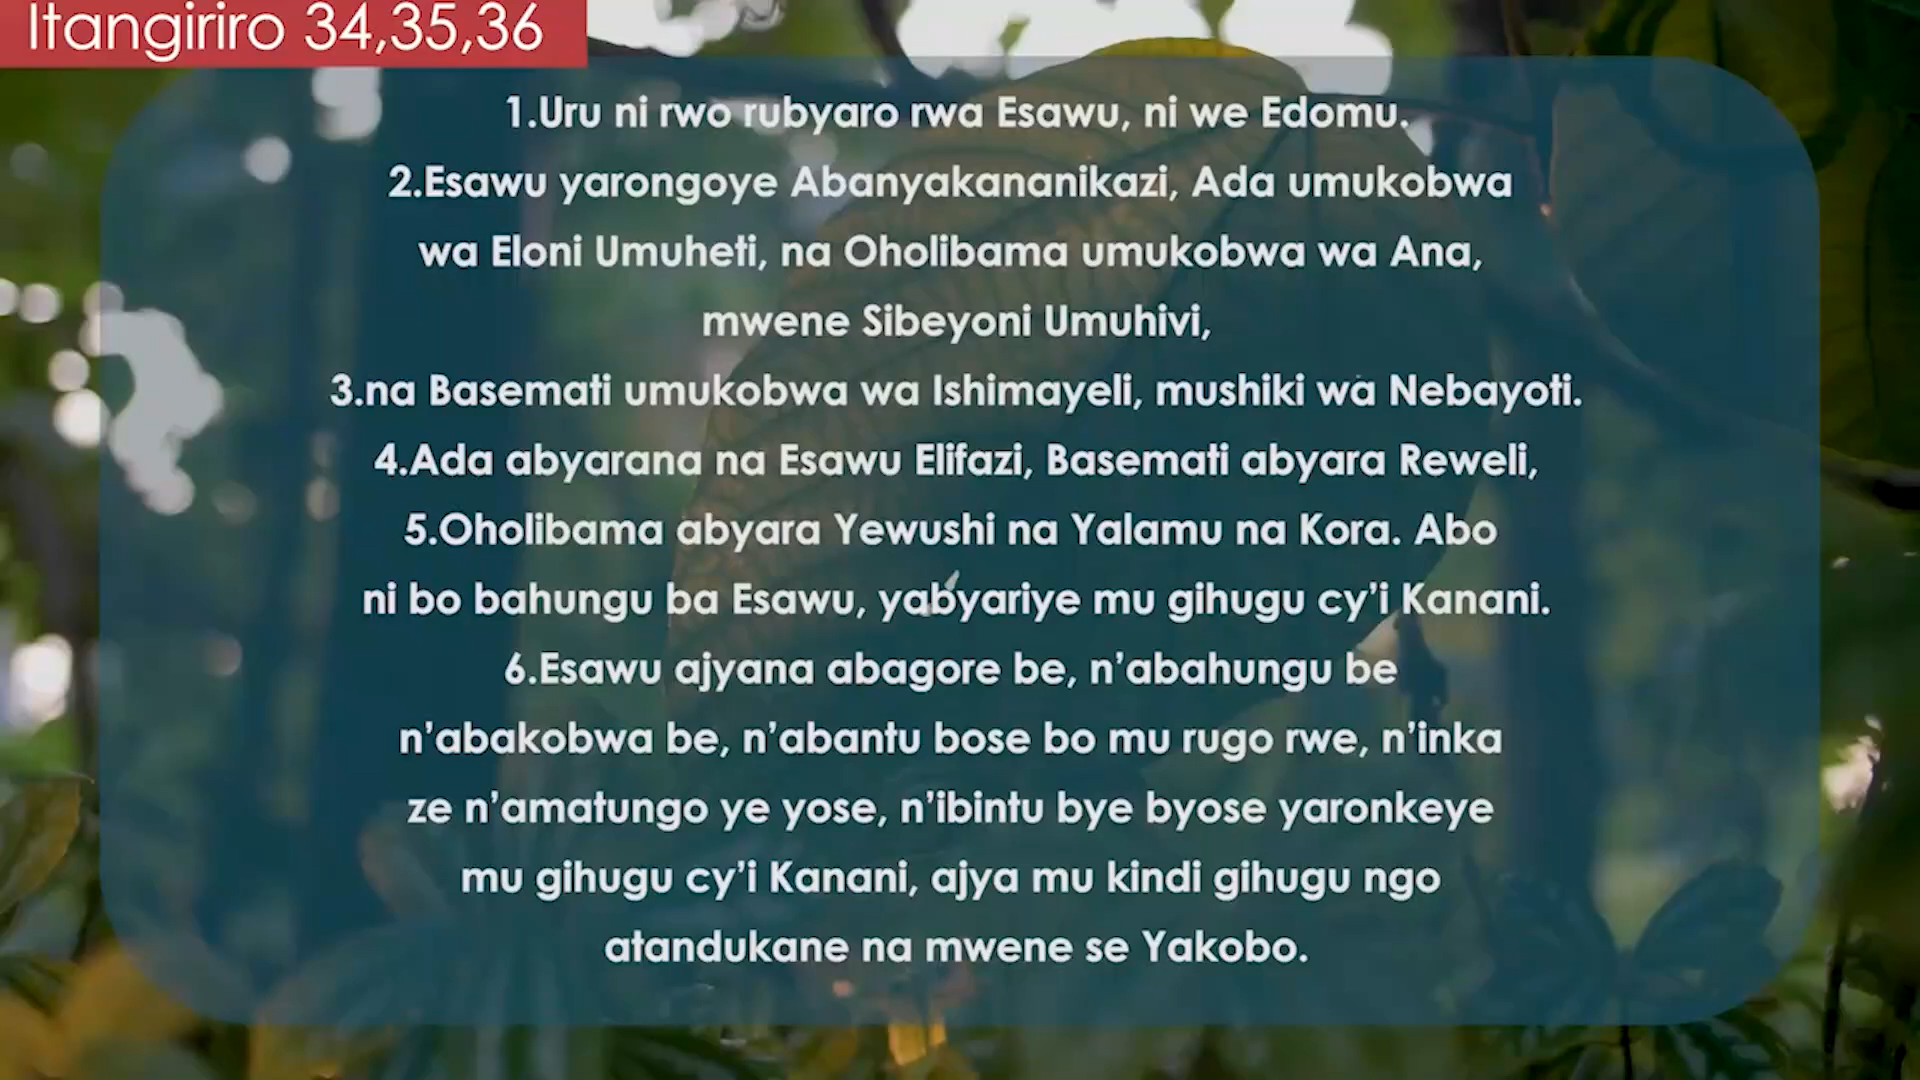 Itangiriro 34,35,36
1.Uru ni rwo rubyaro rwa Esawu, ni we Edomu.
2.Esawu yarongoye Abanyakananikazi, Ada umukobwa
wa Eloni Umuheti, na Oholibama umukobwa wa Ana,
mwene Sibeyoni Umuhivi,
3.na Basemati umukobwa wa Ishimayeli, mushiki wa Nebayoti.
4.Ada abyarana na Esawu Elifazi, Basemati abyara Reweli,
5.Oholibama abyara Yewushi na Yalamu na Kora. Abo
ni bo bahungu ba Esawu, yabyariye mu gihugu cy’i Kanani.
6.Esawu ajyana abagore be, n’abahungu be
n’abakobwa be, n’abantu bose bo mu rugo rwe, n’inka
ze n’amatungo ye yose, n’ibintu bye byose yaronkeye
mu gihugu cy’i Kanani, ajya mu kindi gihugu ngo
atandukane na mwene se Yakobo.